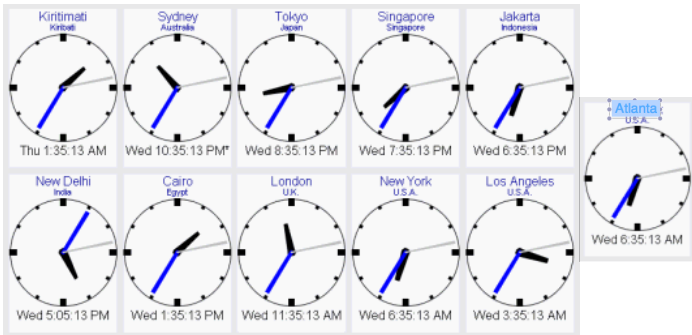 Kiritimati
Kiribati
Thu 1:35:13 AM
Sydney
Australia
Wed 10:35:13 PM*
Tokyo
Japan
Wed 8:35:13 PM
Singapore
Singapore
Wed 7:35:13 PM
Jakarta
Indonesia
Wed 6:35:13 PM
Atlanta
U.S.A.
Wed 6:35:13 AM
New Delhi
India
Wed 5:05:13 PM
Cairo
Egypt
Wed 1:35:13 PM
London
U.K.
Wed 11:35:13 AM
New York
U.S.A.
Wed 6:35:13 AM
Los Angeles
U.S.A.
Wed 3:35:13 AM